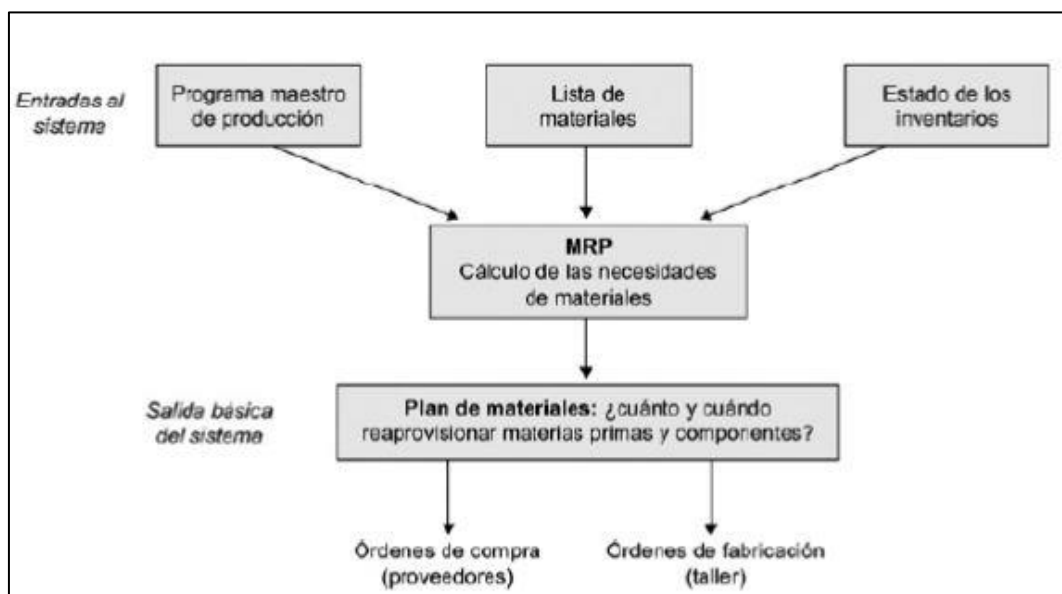 Entradas al
sistema
Programa maestro
de producción
Lista de
materiales
Estado de los
inventarios
MRP
Cálculo de las necesidades
de materiales
Salida básica
del sistema
Plan de materiales: ¿cuánto y cuándo
reaprovisionar materias primas y componentes?
Órdenes de compra
(proveedores)
Órdenes de fabricación
(taller)